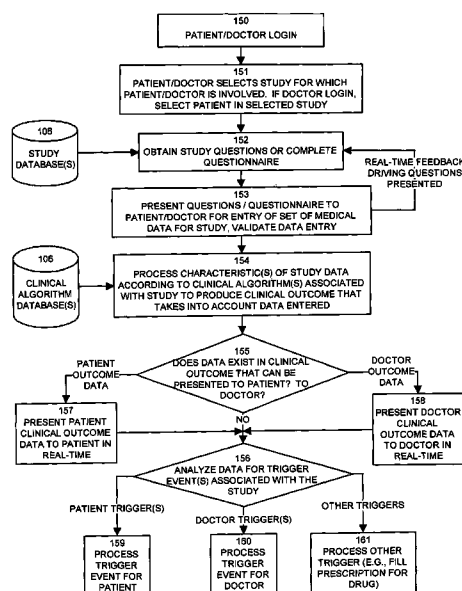 150
PATIENT/DOCTOR LOGIN
151
PATIENT/DOCTOR SELECTS STUDY FOR WHICH
PATIENT/DOCTOR IS INVOLVED. IF DOCTOR LOGIN,
SELECT PATIENT IN SELECTED STUDY
108
STUDY
DATABASE(S)
152
OBTAIN STUDY QUESTIONS OR COMPLETE
QUESTIONNAIRE
REAL-TIME FEEDBACK
DRIVING QUESTIONS
PRESENTED
153
PRESENT QUESTIONS / QUESTIONNAIRE TO
PATIENT/DOCTOR FOR ENTRY OF SET OF MEDICAL
DATA FOR STUDY, VALIDATE DATA ENTRY
106
CLINICAL
ALGORITHM
DATABASE(S)
154
PROCESS CHARACTERISTIC(S) OF STUDY DATA
ACCORDING TO CLINICAL ALGORITHM(S) ASSOCIATED
WITH STUDY TO PRODUCE CLINICAL OUTCOME THAT
TAKES INTO ACCOUNT DATA ENTERED
155
DOES DATA EXIST IN CLINICAL
OUTCOME THAT CAN BE
PRESENTED TO PATIENT? TO
DOCTOR?
PATIENT
OUTCOME
DATA
DOCTOR
OUTCOME
DATA
157
PRESENT PATIENT
CLINICAL OUTCOME
DATA TO PATIENT IN
REAL-TIME
NO
158
PRESENT DOCTOR
CLINICAL
OUTCOME DATA
TO DOCTOR IN
REAL-TIME
156
ANALYZE DATA FOR TRIGGER
EVENT(S) ASSOCIATED WITH THE
STUDY
PATIENT TRIGGER(S)
DOCTOR TRIGGER(S)
OTHER TRIGGERS
159
PROCESS
TRIGGER
EVENT FOR
PATIENT
160
PROCESS
TRIGGER
EVENT FOR
DOCTOR
161
PROCESS OTHER
TRIGGER (E.G., FILL
PRESCRIPTION FOR
DRUG)